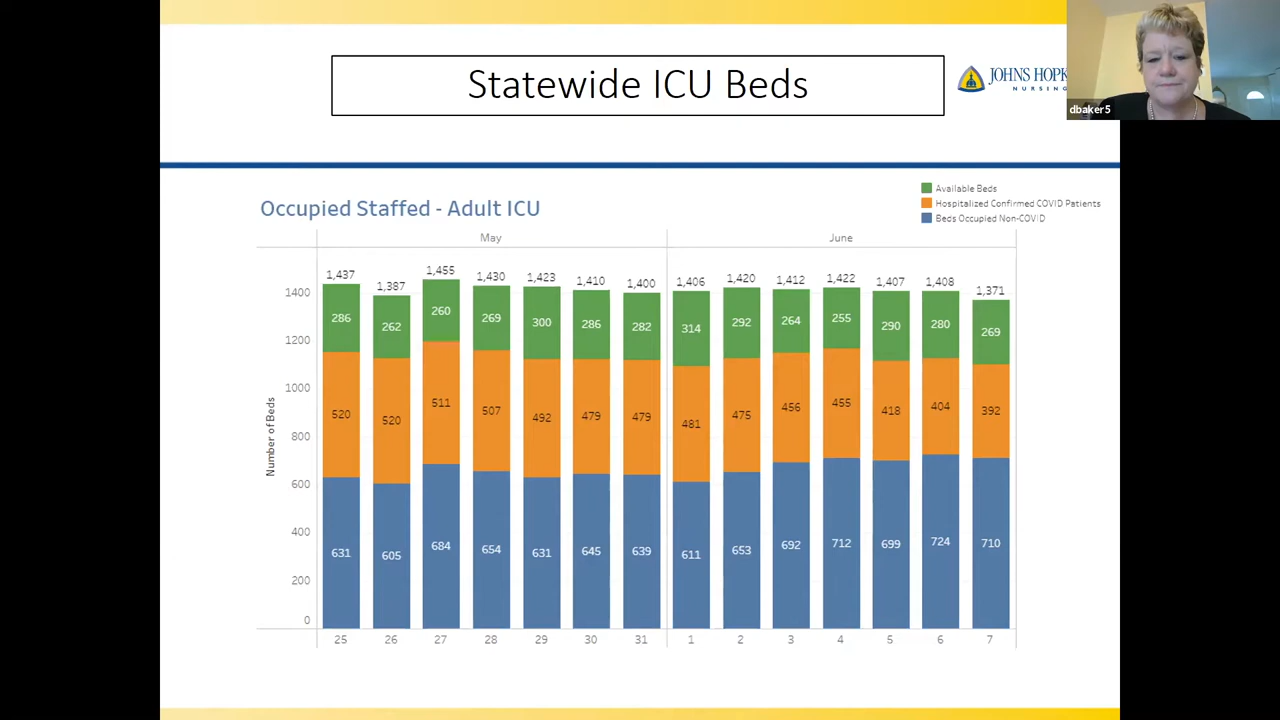 Statewide ICU Beds
JOHNS HOPK
NURSING
dbaker5
Available Beds
Hospitalized Confirmed COVID Patients
Beds Occupied Non-COVID
Occupied Staffed - Adult ICU
May June
1,437 1,387 1,455 1,430 1,423 1,410 1,400 1,406 1,420 1,412 1,422 1,407 1,408 1,371
286 262 260 269 300 286 282 314 292 264 255 290 280 269
520 520 511 507 492 479 479 481 475 456 455 418 404 392
631 605 684 654 631 645 639 611 653 692 712 699 724 710
Number of Beds
1400
1200
1000
800
600
400
200
0
25 26 27 28 29 30 31 1 2 3 4 5 6 7